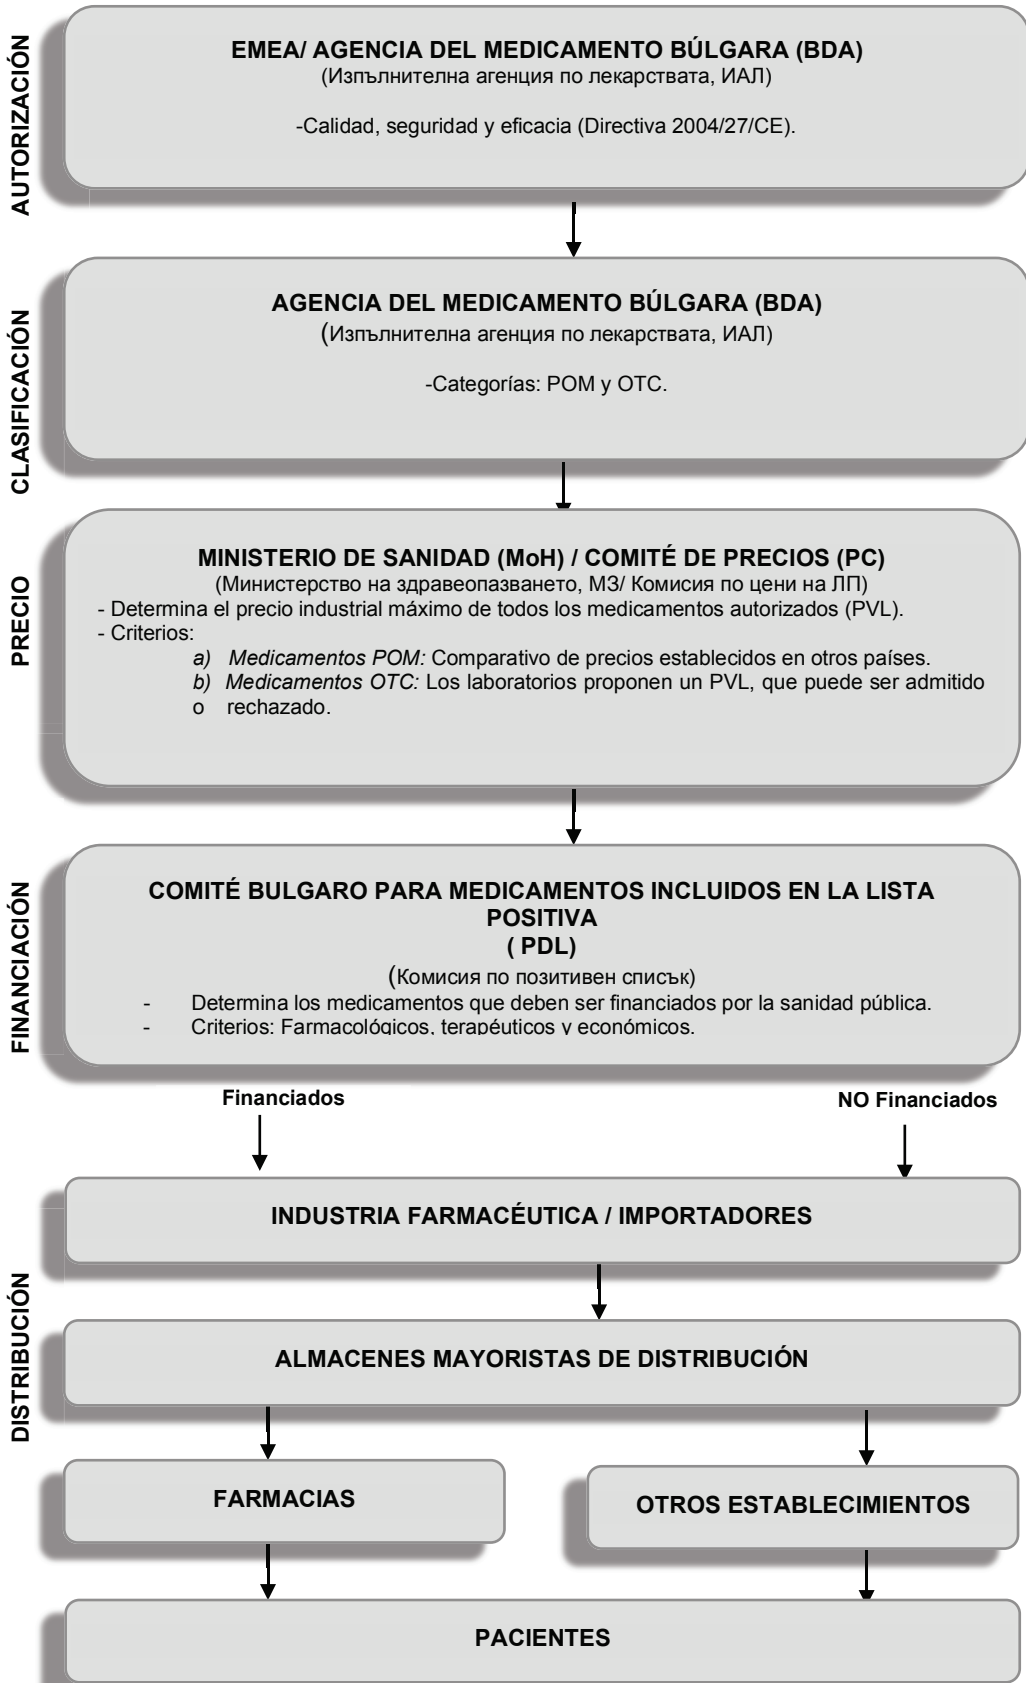 AUTORIZACIÓN
EMEA/ AGENCIA DEL MEDICAMENTO BÚLGARA (BDA)
(Изпълнителна агенция по лекарствата, ИАЛ)
-Calidad, seguridad y eficacia (Directiva 2004/27/CE).
CLASIFICACIÓN
AGENCIA DEL MEDICAMENTO BÚLGARA (BDA)
(Изпълнителна агенция по лекарствата, ИАЛ)
-Categorías: POM y OTC.
PRECIO
MINISTERIO DE SANIDAD (MoH) / COMITÉ DE PRECIOS (PC)
(Министерство на здравеопазването, МЗ/ Комисия по цени на ЛП)
- Determina el precio industrial máximo de todos los medicamentos autorizados (PVL).
- Criterios:
a) Medicamentos POM: Comparativo de precios establecidos en otros países.
b) Medicamentos OTC: Los laboratorios proponen un PVL, que puede ser admitido
o rechazado.
FINANCIACIÓN
COMITÉ BULGARO PARA MEDICAMENTOS INCLUIDOS EN LA LISTA
POSITIVA
( PDL)
(Комисия по позитивен списък)
- Determina los medicamentos que deben ser financiados por la sanidad pública.
- Criterios: Farmacológicos, terapéuticos y económicos.
Financiados
NO Financiados
DISTRIBUCIÓN
INDUSTRIA FARMACÉUTICA / IMPORTADORES
ALMACENES MAYORISTAS DE DISTRIBUCIÓN
FARMACIAS
OTROS ESTABLECIMIENTOS
PACIENTES